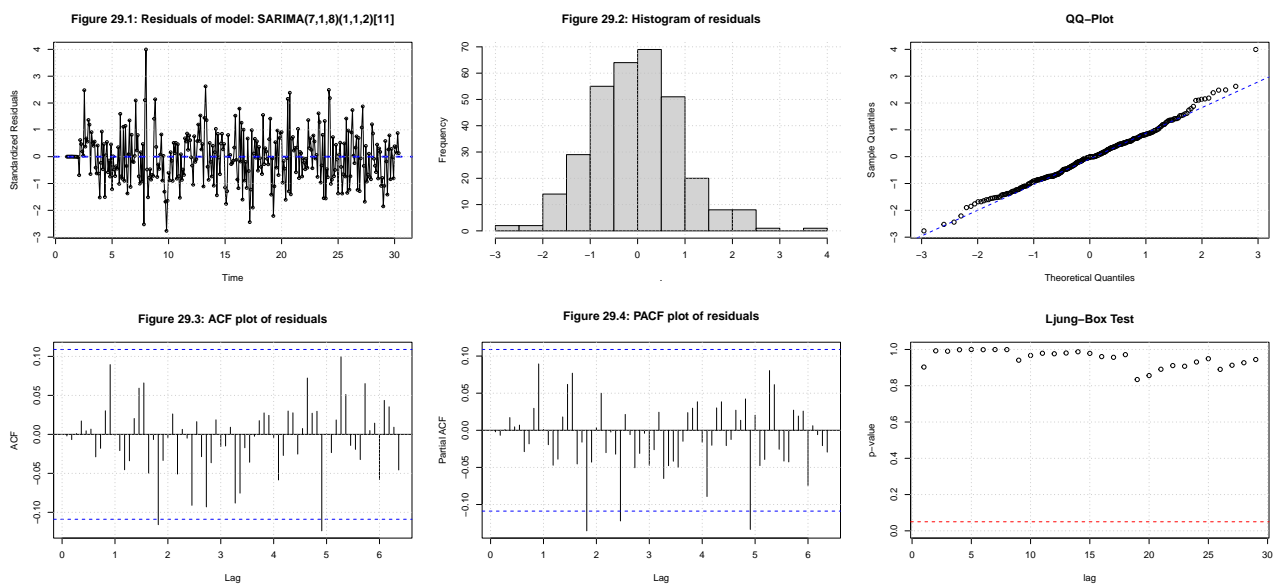 Figure 29.1: Residuals of model: SARIMA(7,1,8)(1,1,2)[11]
Standardized Residuals
4
3
2
1
0
−1
−2
−3
0 5 10 15 20 25 30
Time
Figure 29.2: Histogram of residuals
Frequency
70
60
50
40
30
20
10
0
−3 −2 −1 0 1 2 3 4
.
QQ−Plot
Sample Quantiles
4
3
2
1
0
−1
−2
−3
−3 −2 −1 0 1 2 3
Theoretical Quantiles
Figure 29.3: ACF plot of residuals
ACF
0.10
0.05
0.00
−0.05
−0.10
0 1 2 3 4 5 6
Lag
Figure 29.4: PACF plot of residuals
Partial ACF
0.10
0.05
0.00
−0.05
−0.10
0 1 2 3 4 5 6
Lag
Ljung−Box Test
p−value
1.0
0.8
0.6
0.4
0.2
0.0
0 5 10 15 20 25 30
lag